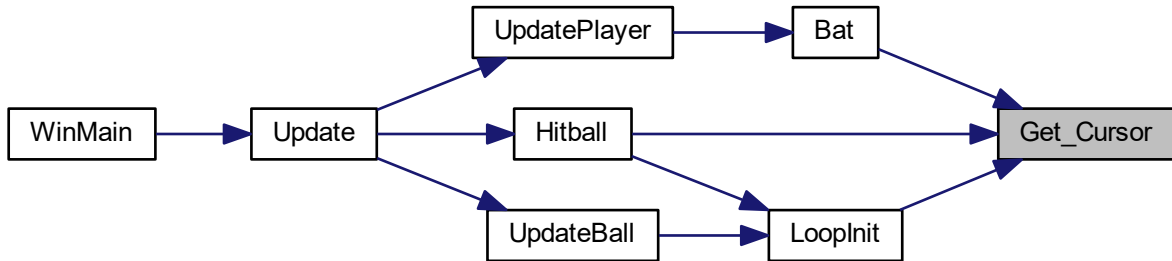 UpdatePlayer
Bat
WinMain
Update
Hitball
Get_Cursor
UpdateBall
LoopInit